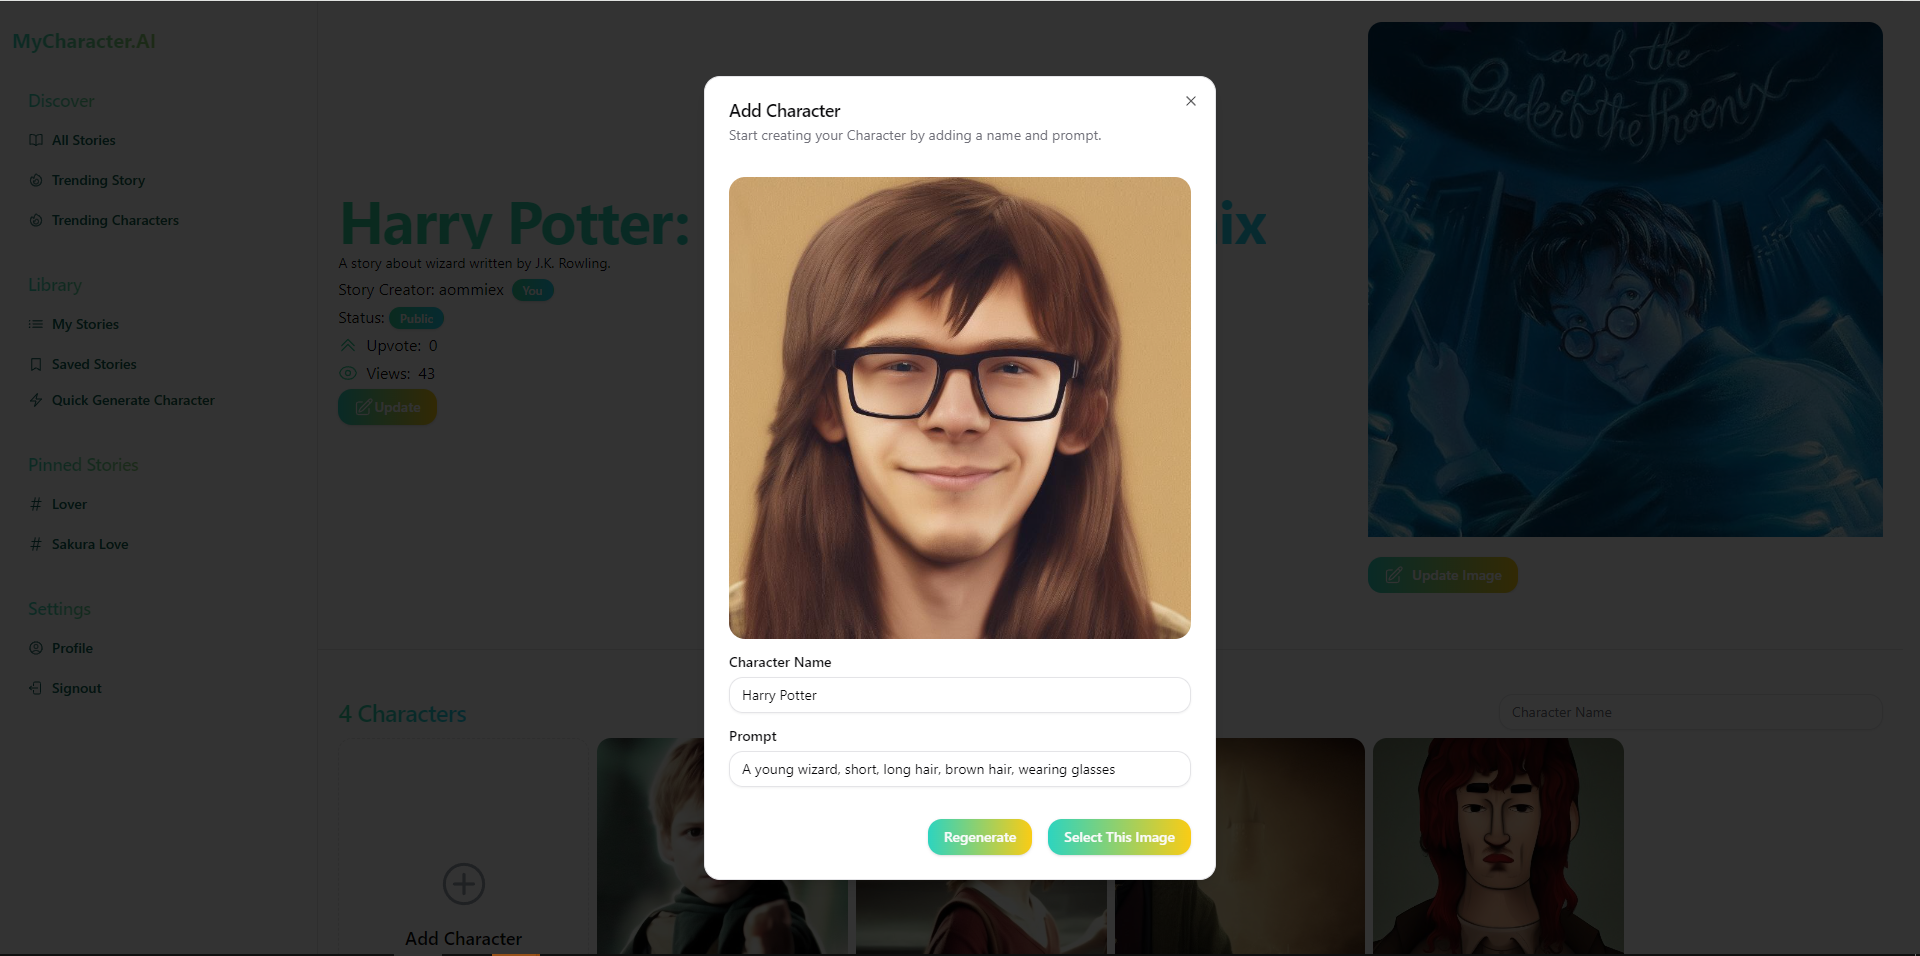 MyCharacter.AI
Discover
All Stories
Trending Story
Trending Characters
Library
My Stories
Saved Stories
Quick Generate Character
Pinned Stories
# Lover
# Sakura Love
Settings
Profile
Signout
Harry Potter: ix
A story about wizard written by J.K. Rowling.
Story Creator: aommiex You
Status: Public
Upvote: 0
Views: 43
Update
and the
Order of the Phoenix
Update Image
4 Characters
Character Name
Add Character
Add Character
Start creating your Character by adding a name and prompt.
Character Name
Harry Potter
Prompt
A young wizard, short, long hair, brown hair, wearing glasses
Regenerate Select This Image